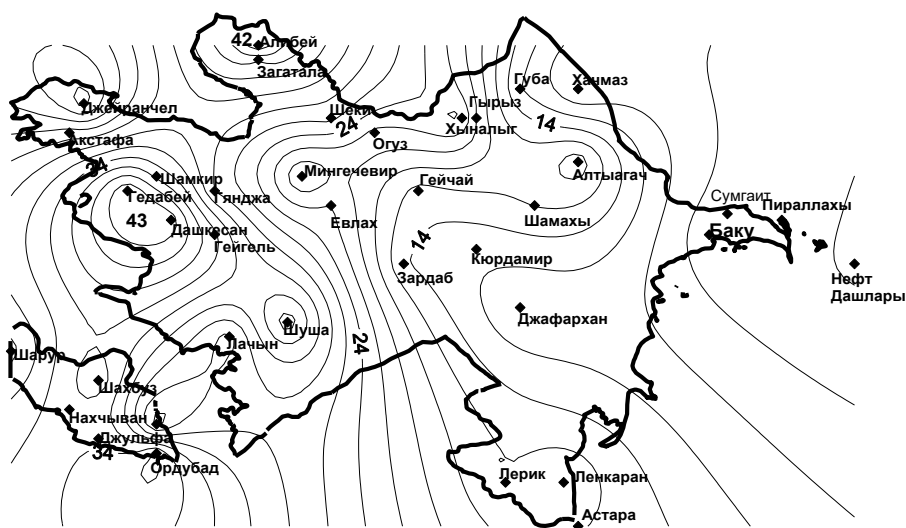 42
Алибей
Загатала
Губа
Хачмаз
Джейранчел
Шеки
24
Гырыз
Хыналыг
14
Акстафа
Огуз
34
Шамкир
Мингечевир
Алтыагач
Гедабей
Гянджа
Гейчай
Сумгаит
Пираллахы
43
Дашкесан
Евлах
Шамахы
Баку
Гейгель
14
Зардаб
Кюрдамир
Нефт
Дашлары
Джафархан
Шуша
Лачын
24
Шарур
Шахбуз
Нахчыван
Джульфа
34
Ордубад
Лерик
Ленкаран
Астара